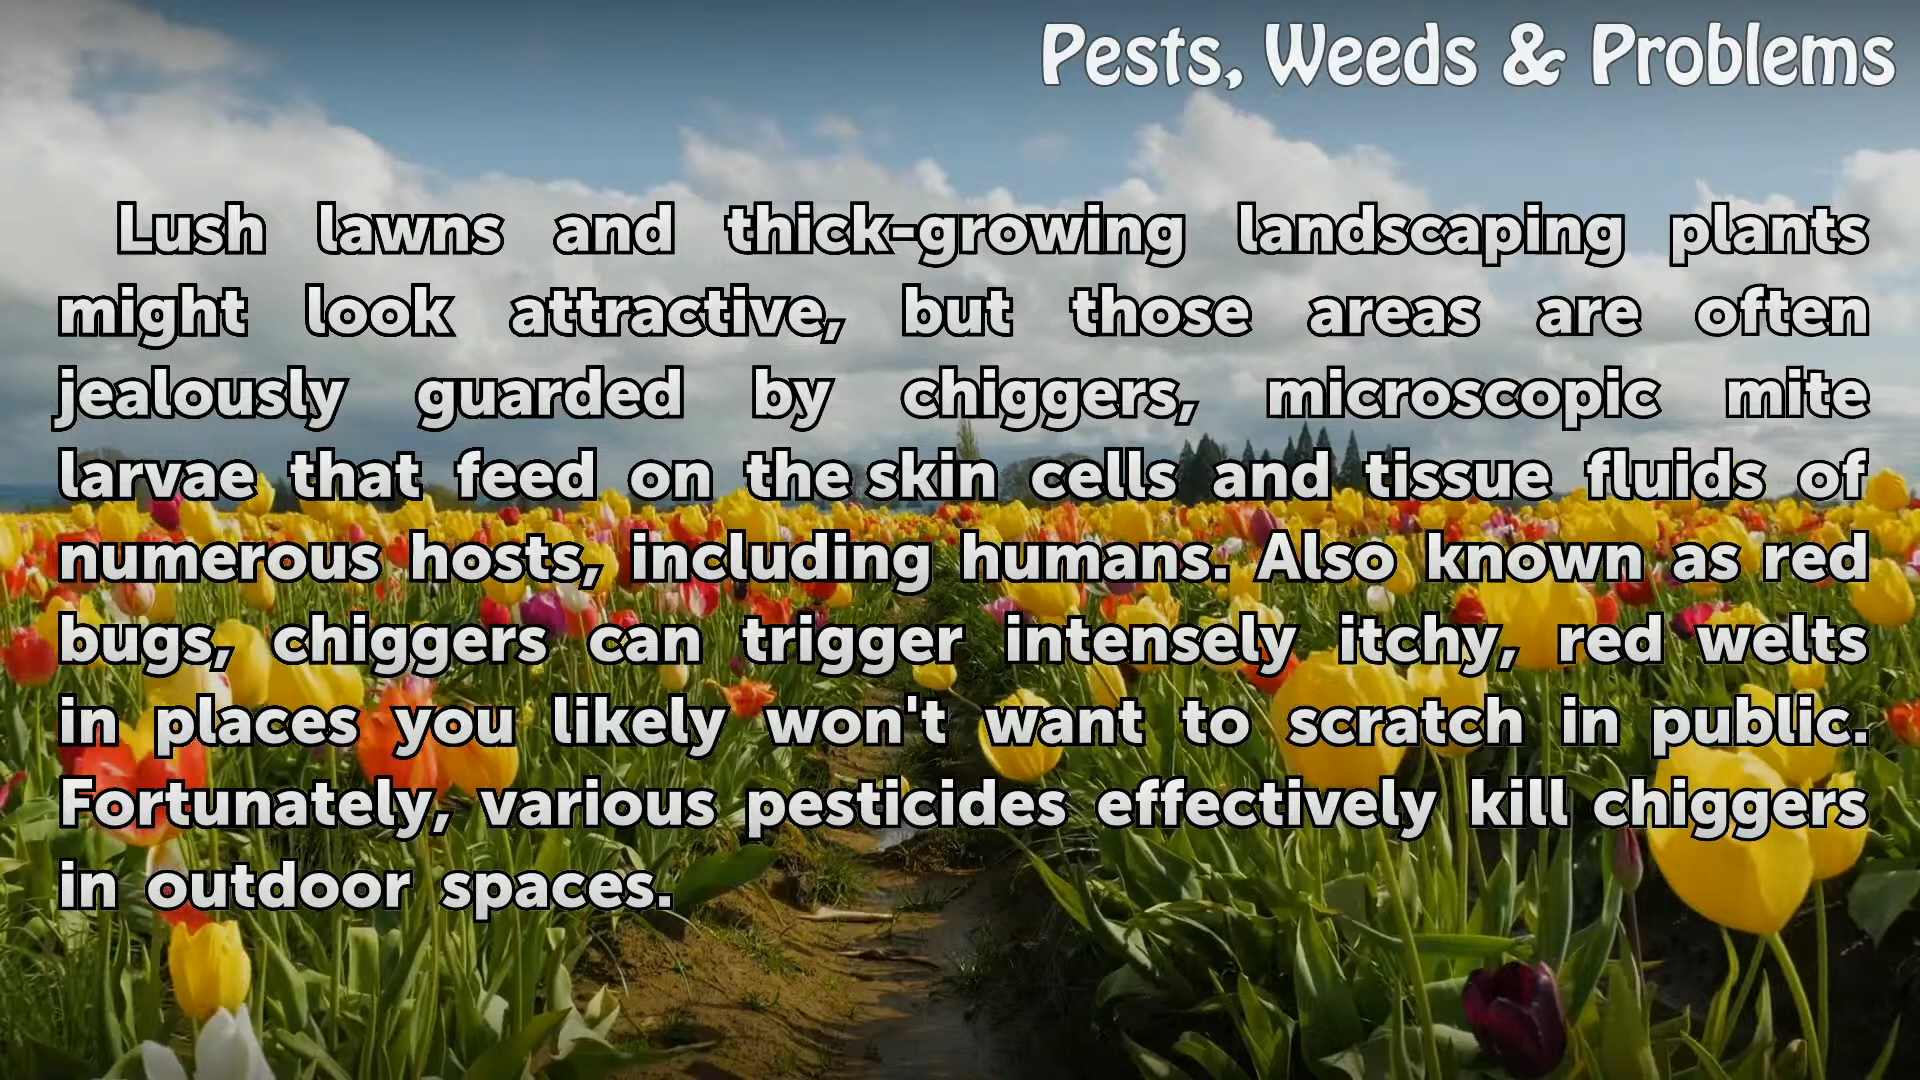 Pests, Weeds & Problems
Lush lawns and thick-growing landscaping plants
might look attractive, but those areas are often
jealously guarded by chiggers, microscopic mite
larvae that feed on the skin cells and tissue fluids of
numerous hosts, including humans. Also known as red
bugs, chiggers can trigger intensely itchy, red welts
in places you likely won't want to scratch in public.
Fortunately, various pesticides effectively kill chiggers
in outdoor spaces.